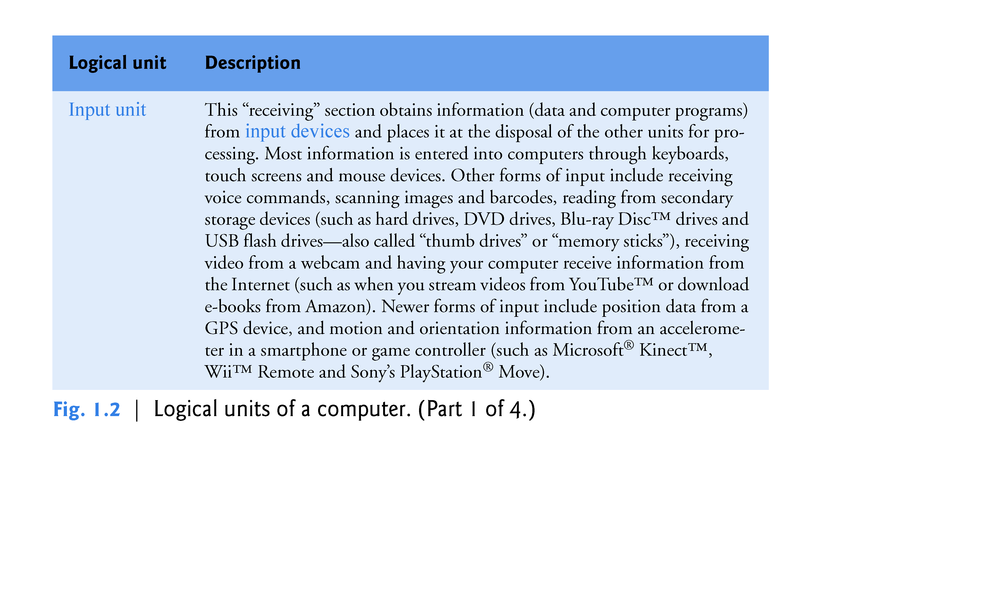 Logical unit Description
Input unit This “receiving” section obtains information (data and computer programs)
from input devices and places it at the disposal of the other units for pro-
cessing. Most information is entered into computers through keyboards,
touch screens and mouse devices. Other forms of input include receiving
voice commands, scanning images and barcodes, reading from secondary
storage devices (such as hard drives, DVD drives, Blu-ray Disc™ drives and
USB flash drives—also called “thumb drives” or “memory sticks”), receiving
video from a webcam and having your computer receive information from
the Internet (such as when you stream videos from YouTube™ or download
e-books from Amazon). Newer forms of input include position data from a
GPS device, and motion and orientation information from an accelerome-
ter in a smartphone or game controller (such as Microsoft® Kinect™,
Wii™ Remote and Sony’s PlayStation® Move).
Fig. 1.2 | Logical units of a computer. (Part 1 of 4.)